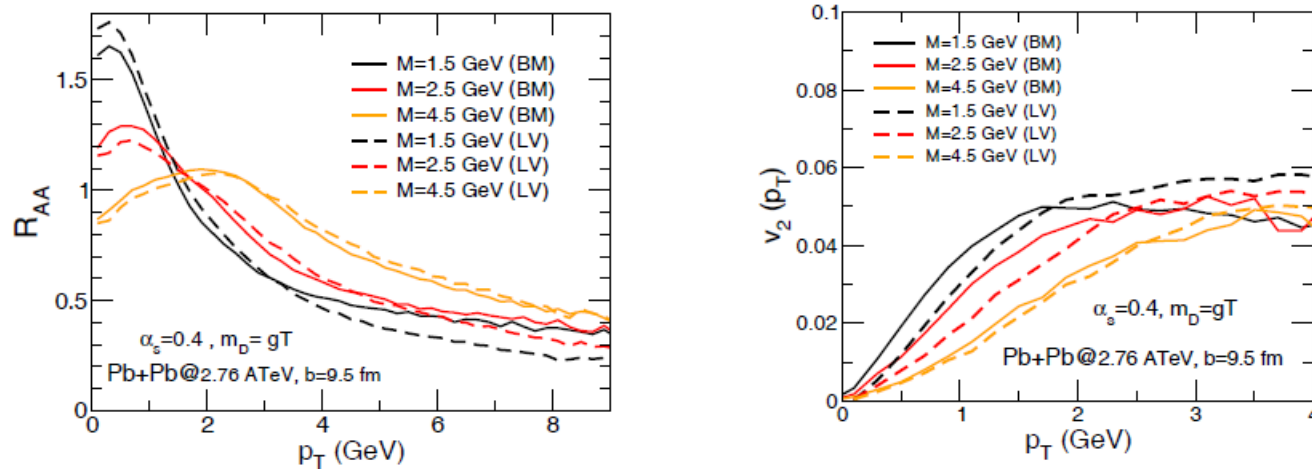 1.5
1
0.5
0
R_AA
M=1.5 GeV (BM)
M=2.5 GeV (BM)
M=4.5 GeV (BM)
M=1.5 GeV (LV)
M=2.5 GeV (LV)
M=4.5 GeV (LV)
α_s=0.4 , m_D= gT
Pb+Pb@2.76 ATeV, b=9.5 fm
0 2 4 6 8
p_T (GeV)
0.1
0.08
0.06
0.04
0.02
0
v_2 (p_T)
M=1.5 GeV (BM)
M=2.5 GeV (BM)
M=4.5 GeV (BM)
M=1.5 GeV (LV)
M=2.5 GeV (LV)
M=4.5 GeV (LV)
α_s=0.4, m_D=gT
Pb+Pb@2.76 ATeV, b=9.5 fm
0 1 2 3 4
p_T (GeV)